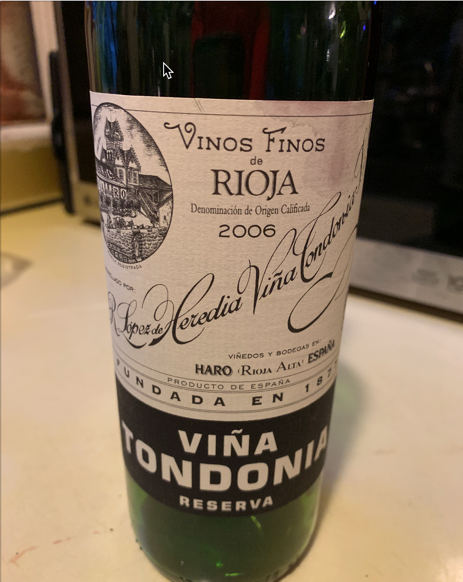 VINOS FINOS
de
RIOJA
Denominación de Origen Calificada
2006
R. López de Heredia Viña Tondonia
VIÑEDOS Y BODEGAS EN
HARO (RIOJA ALTA) ESPAÑA
PRODUCTO DE ESPAÑA
FUNDADA EN 187
VIÑA
TONDONIA
RESERVA